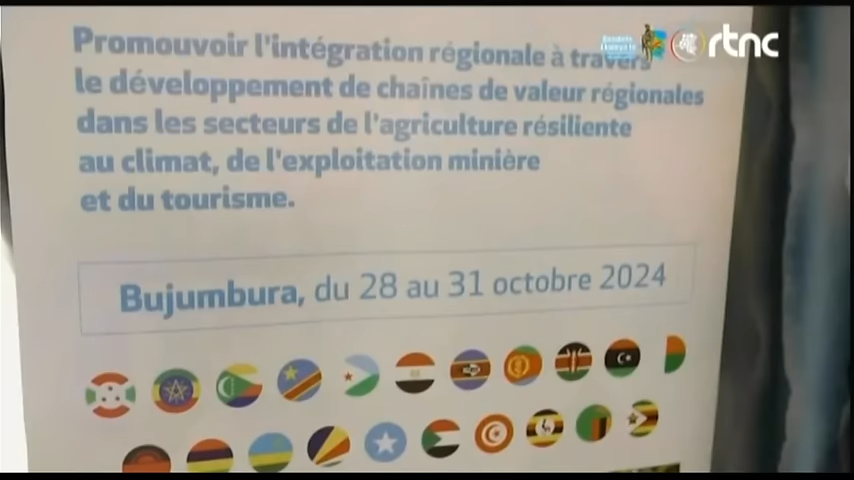 rtnc
Promouvoir l'intégration régionale à travers
le développement de chaînes de valeur régionales
dans les secteurs de l'agriculture résiliente
au climat, de l'exploitation minière
et du tourisme.
Bujumbura, du 28 au 31 octobre 2024